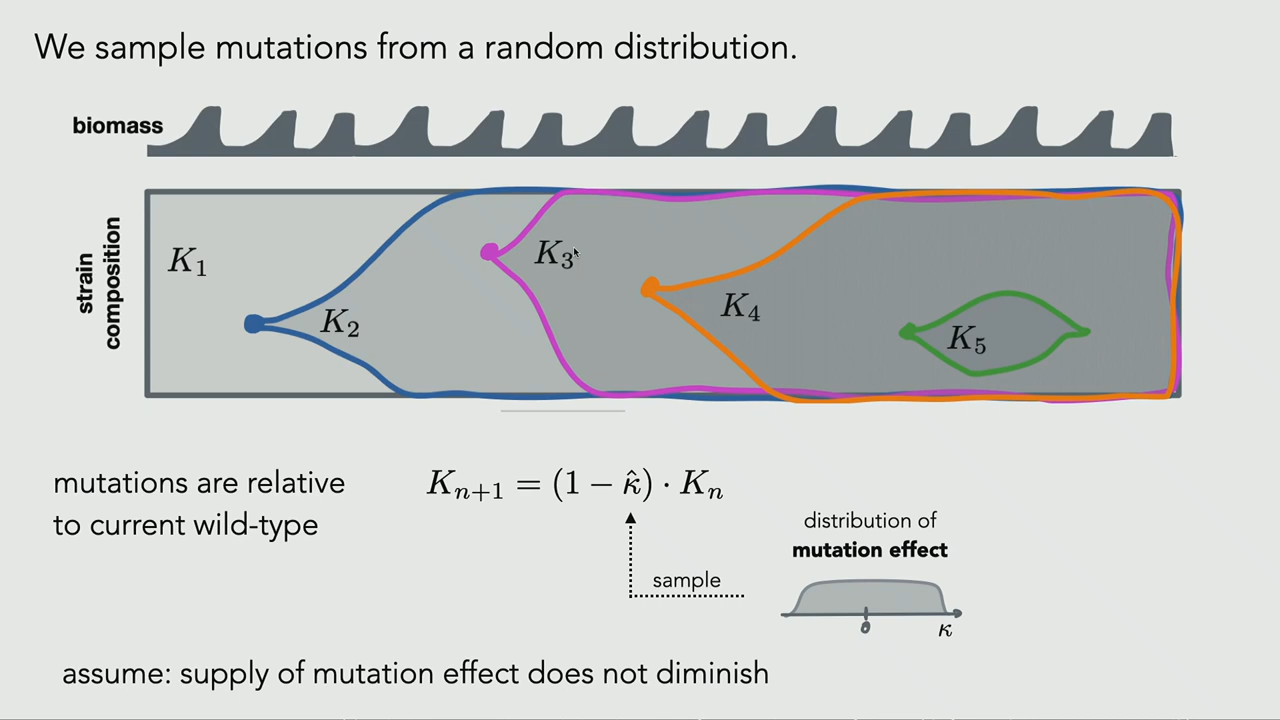 We sample mutations from a random distribution.
biomass
strain
composition
K₁
K₂
K₃
K₄
K₅
mutations are relative
to current wild-type
Kₙ₊₁ = (1 − κ̂) · Kₙ
distribution of
mutation effect
sample
0
κ
assume: supply of mutation effect does not diminish